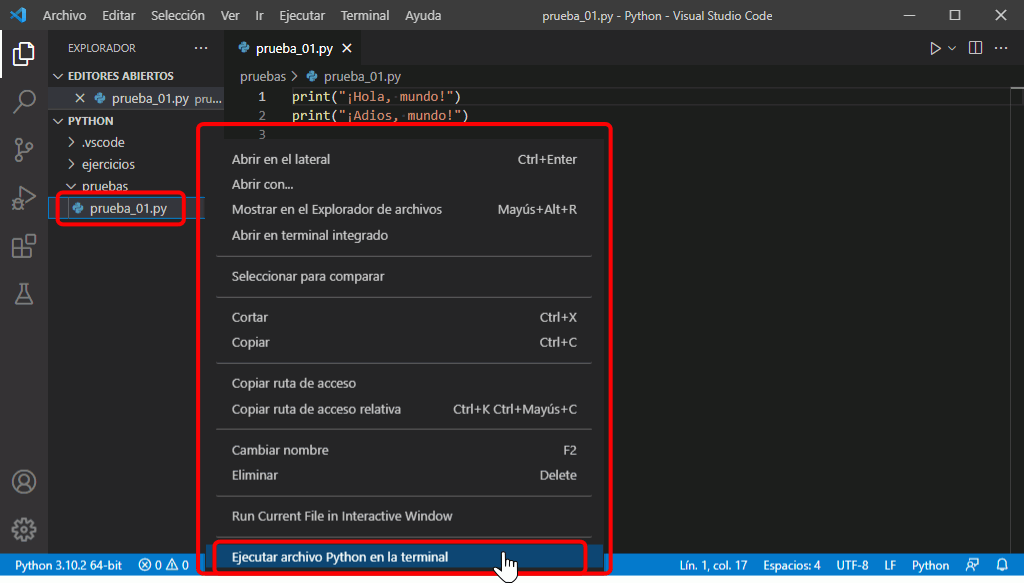 Archivo Editar Selección Ver Ir Ejecutar Terminal Ayuda prueba_01.py - Python - Visual Studio Code
EXPLORADOR ···
EDITORES ABIERTOS
prueba_01.py pru...
PYTHON
.vscode
ejercicios
pruebas
prueba_01.py
prueba_01.py
pruebas > prueba_01.py
1 print("¡Hola, mundo!")
2 print("¡Adios, mundo!")
3
Abrir en el lateral Ctrl+Enter
Abrir con...
Mostrar en el Explorador de archivos Mayús+Alt+R
Abrir en terminal integrado
Seleccionar para comparar
Cortar Ctrl+X
Copiar Ctrl+C
Copiar ruta de acceso
Copiar ruta de acceso relativa Ctrl+K Ctrl+Mayús+C
Cambiar nombre F2
Eliminar Delete
Run Current File in Interactive Window
Ejecutar archivo Python en la terminal
Python 3.10.2 64-bit 0 0 Lín. 1, col. 17 Espacios: 4 UTF-8 LF Python